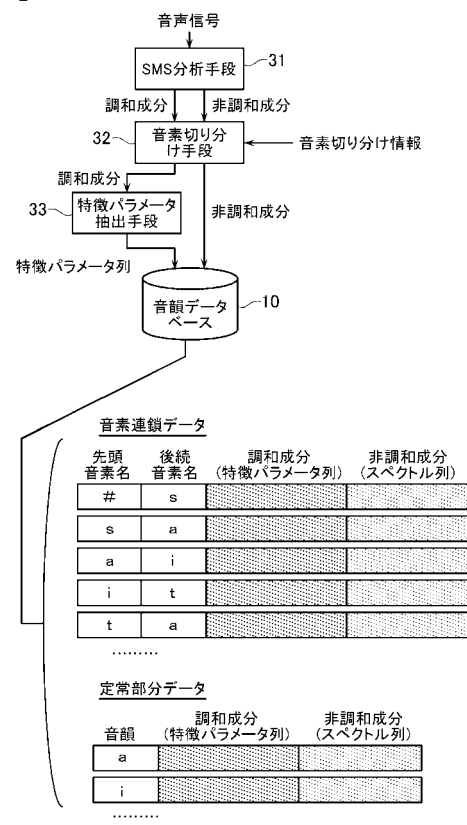 音声信号
SMS分析手段
31
調和成分
非調和成分
32
音素切り分
け手段
音素切り分け情報
調和成分
33
特徴パラメータ
抽出手段
非調和成分
特徴パラメータ列
音韻データ
ベース
10
音素連鎖データ
先頭 後続 調和成分 非調和成分
音素名 音素名 (特徴パラメータ列) (スペクトル列)
# s
s a
a i
i t
t a
………
定常部分データ
調和成分 非調和成分
音韻 (特徴パラメータ列) (スペクトル列)
a
i
………